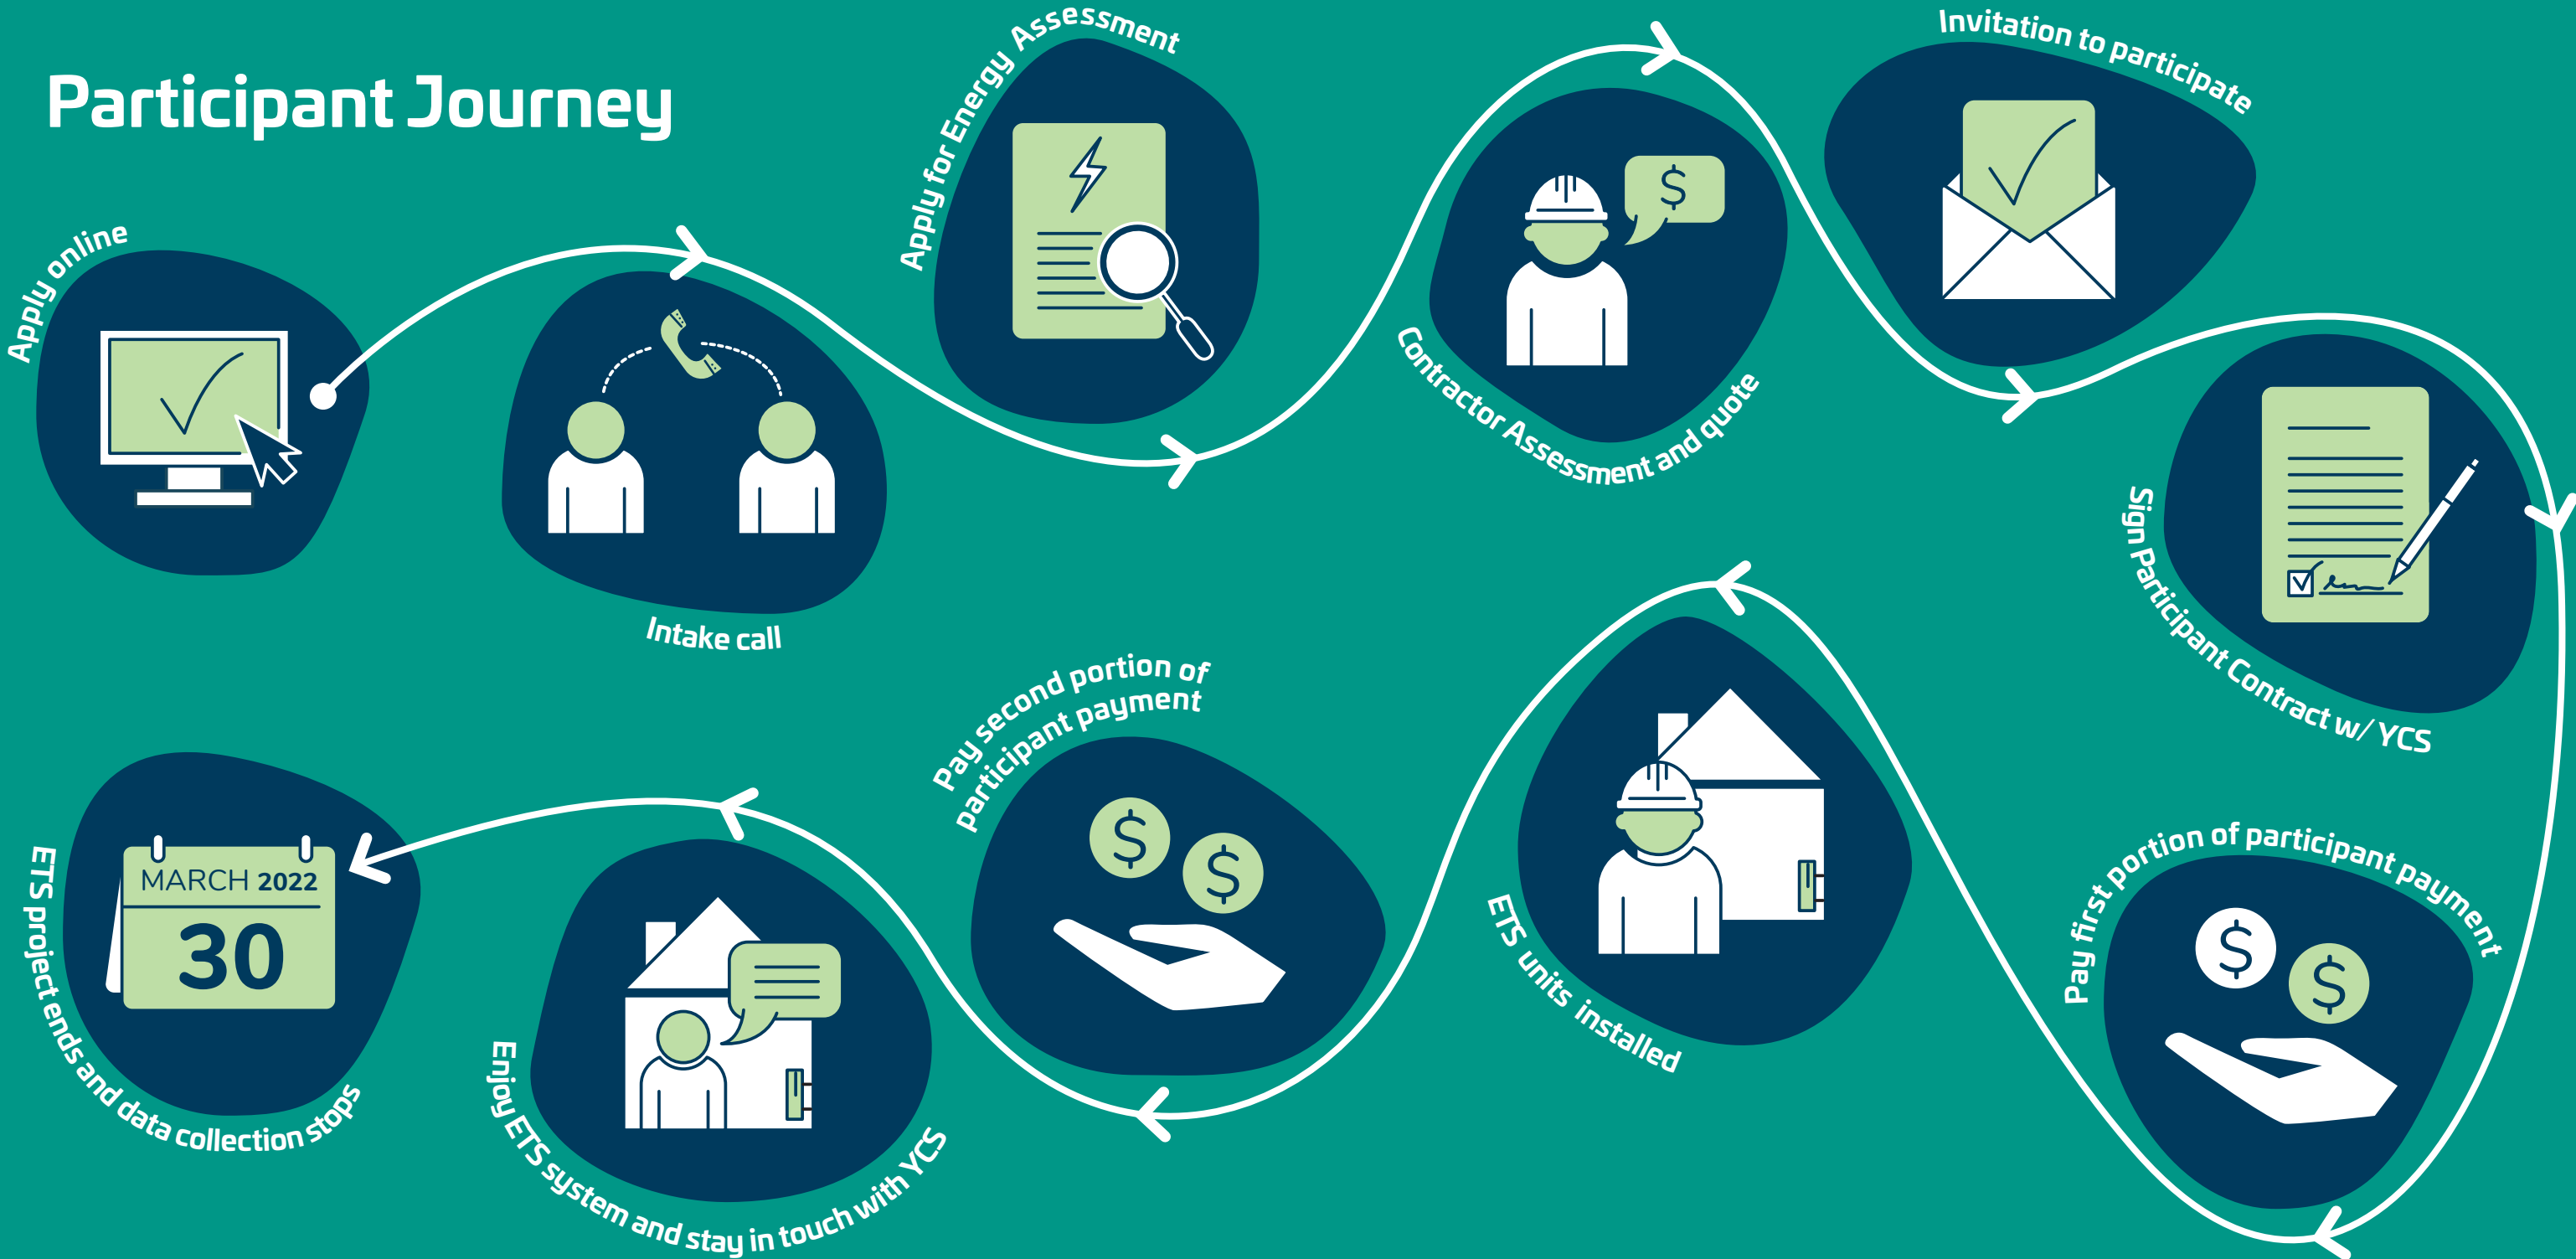 Participant Journey
Apply online
Intake call
Apply for Energy Assessment
$
Contractor Assessment and quote
Invitation to participate
Sign Participant Contract w/ YCS
Pay first portion of participant payment
$
$
$
ETS units installed
Pay second portion of
participant payment
$
$
Enjoy ETS system and stay in touch with YCS
MARCH 2022
30
ETS project ends and data collection stops